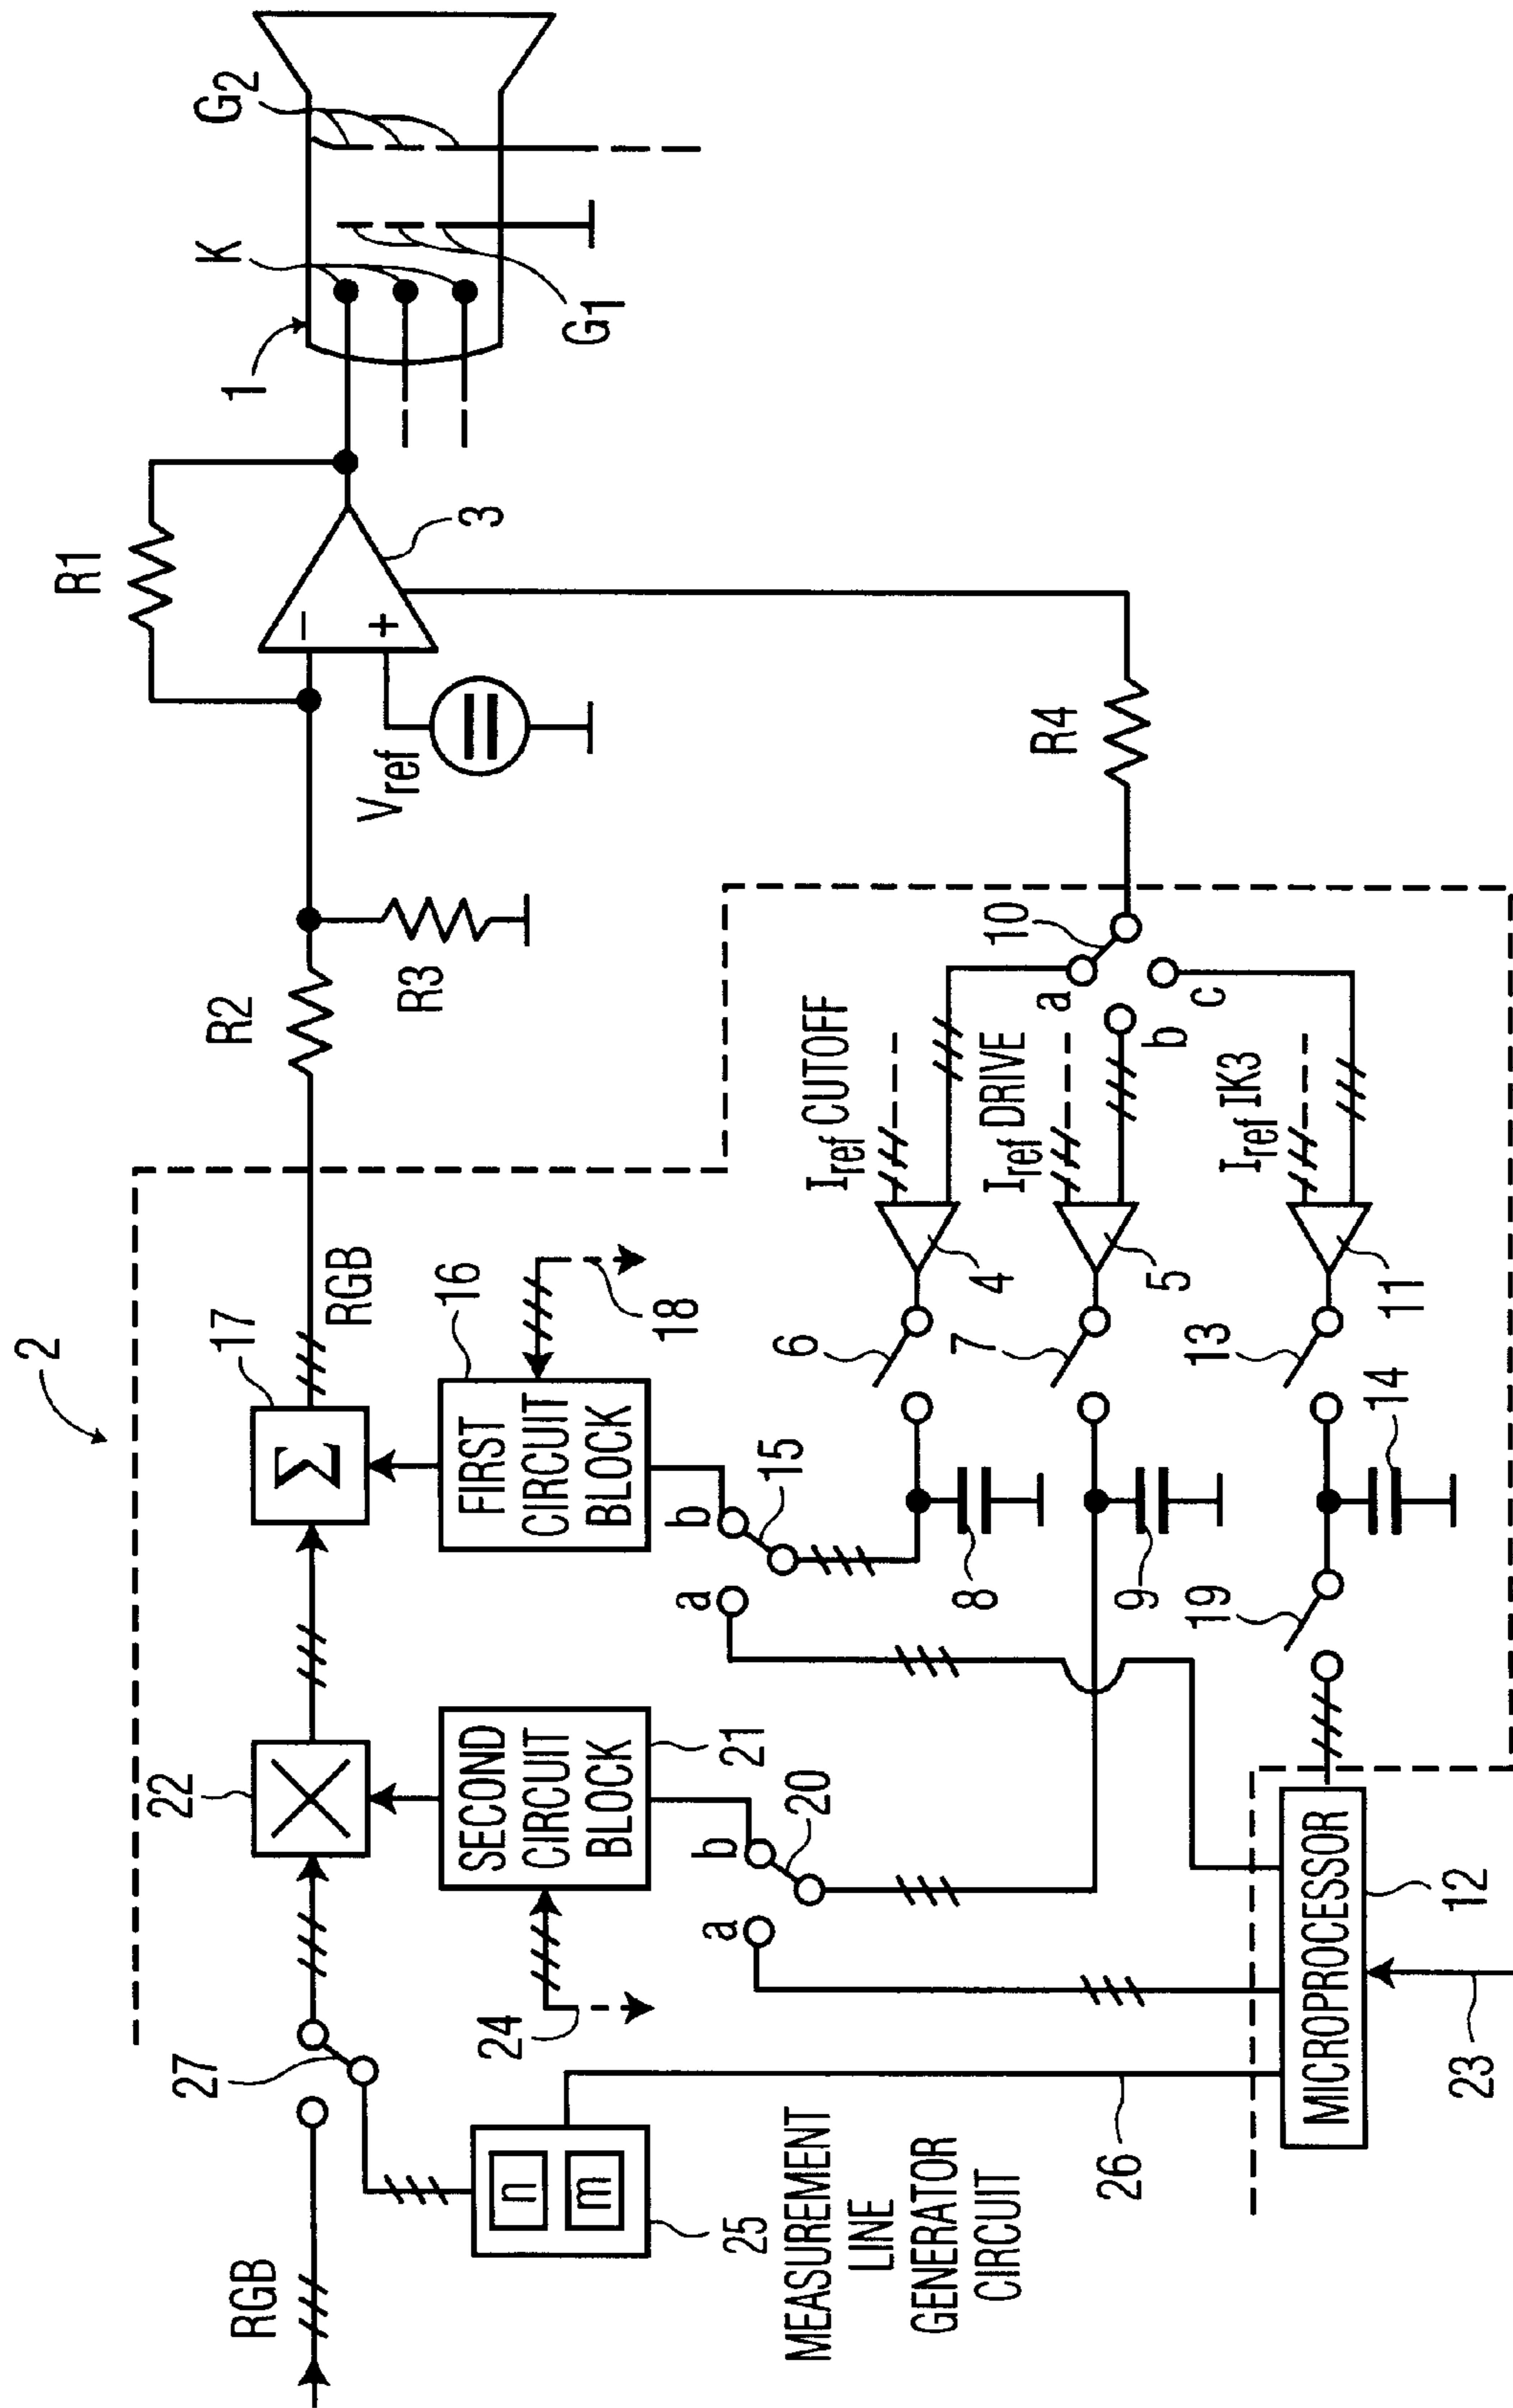 2
RGB
27
22
17
RGB
R2
R3
R1
−
+
3
Vref
1
K
G1
G2
SECOND
CIRCUIT
BLOCK
21
24
FIRST
CIRCUIT
BLOCK
16
18
n
m
25
MEASUREMENT
LINE
GENERATOR
CIRCUIT
26
a
b
20
a
b
15
6
4
Iref CUTOFF
8
7
5
Iref DRIVE
9
a
b
c
10
R4
19
13
14
11
Iref IK3
MICROPROCESSOR
12
23